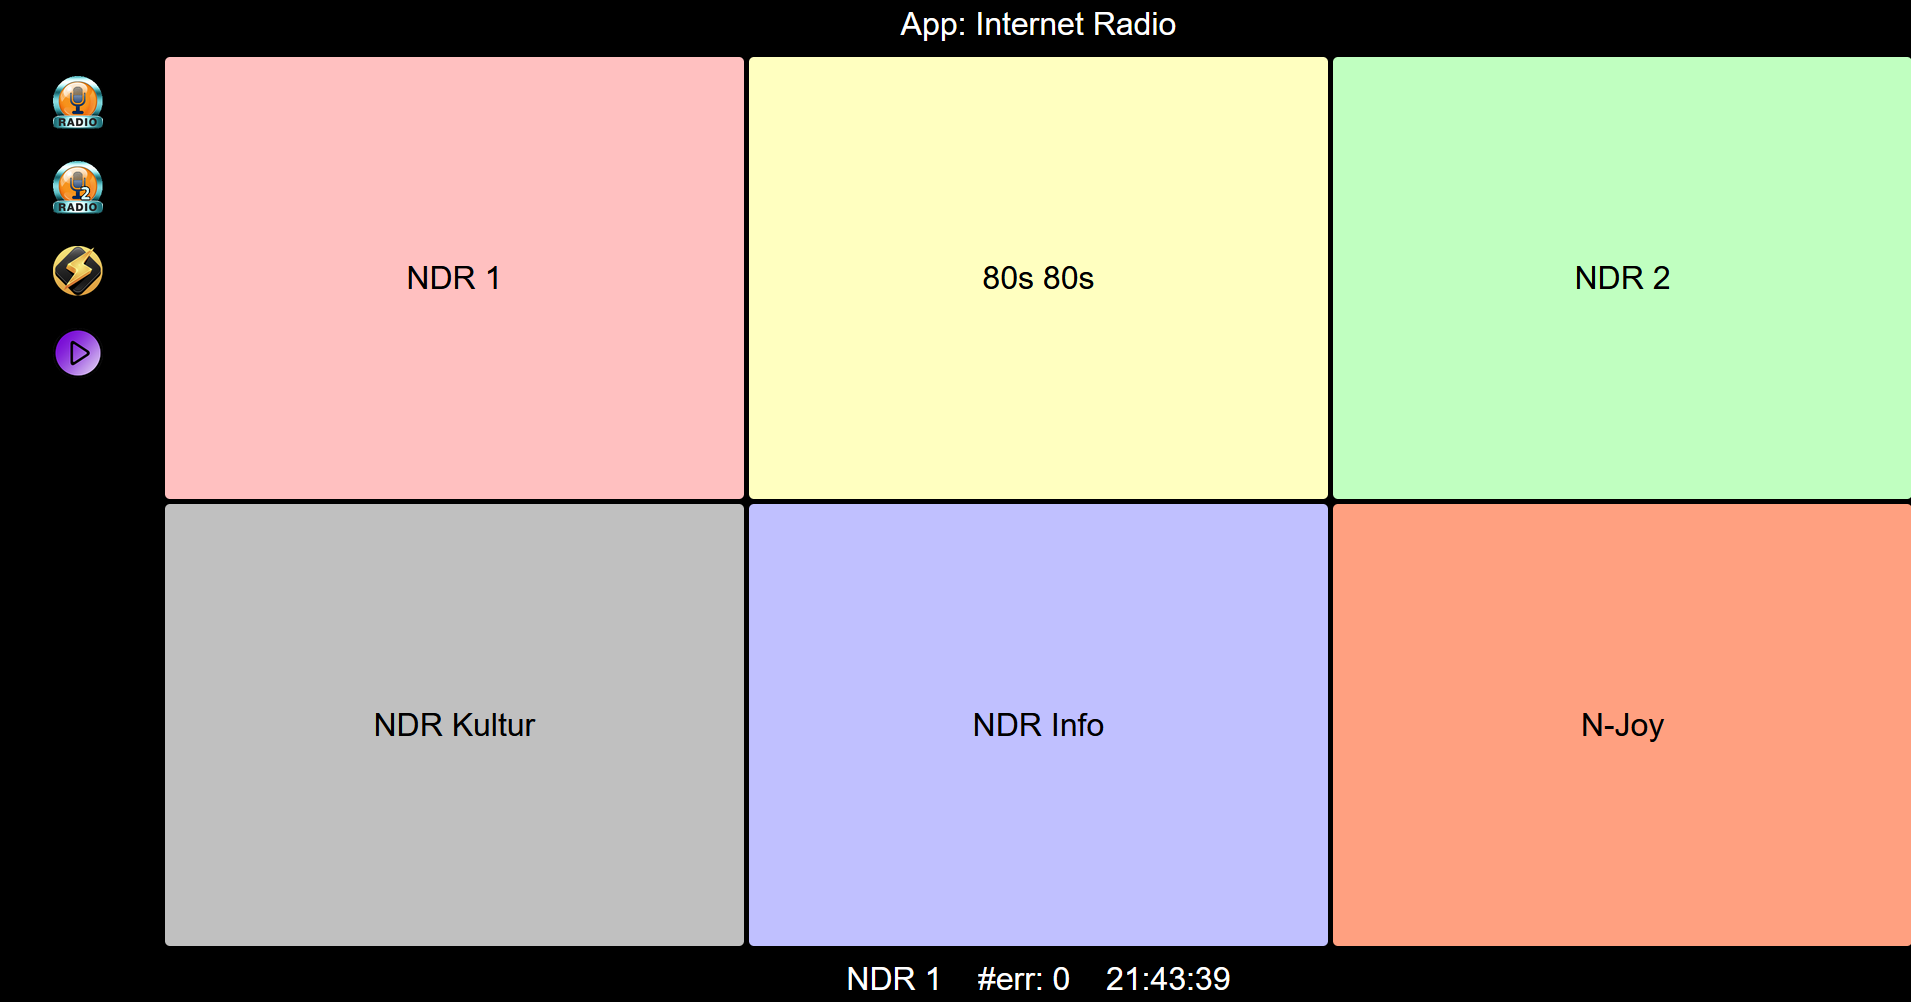 App: Internet Radio
RADIO
2
RADIO
NDR 1
80s 80s
NDR 2
NDR Kultur
NDR Info
N-Joy
NDR 1 #err: 0 21:43:39